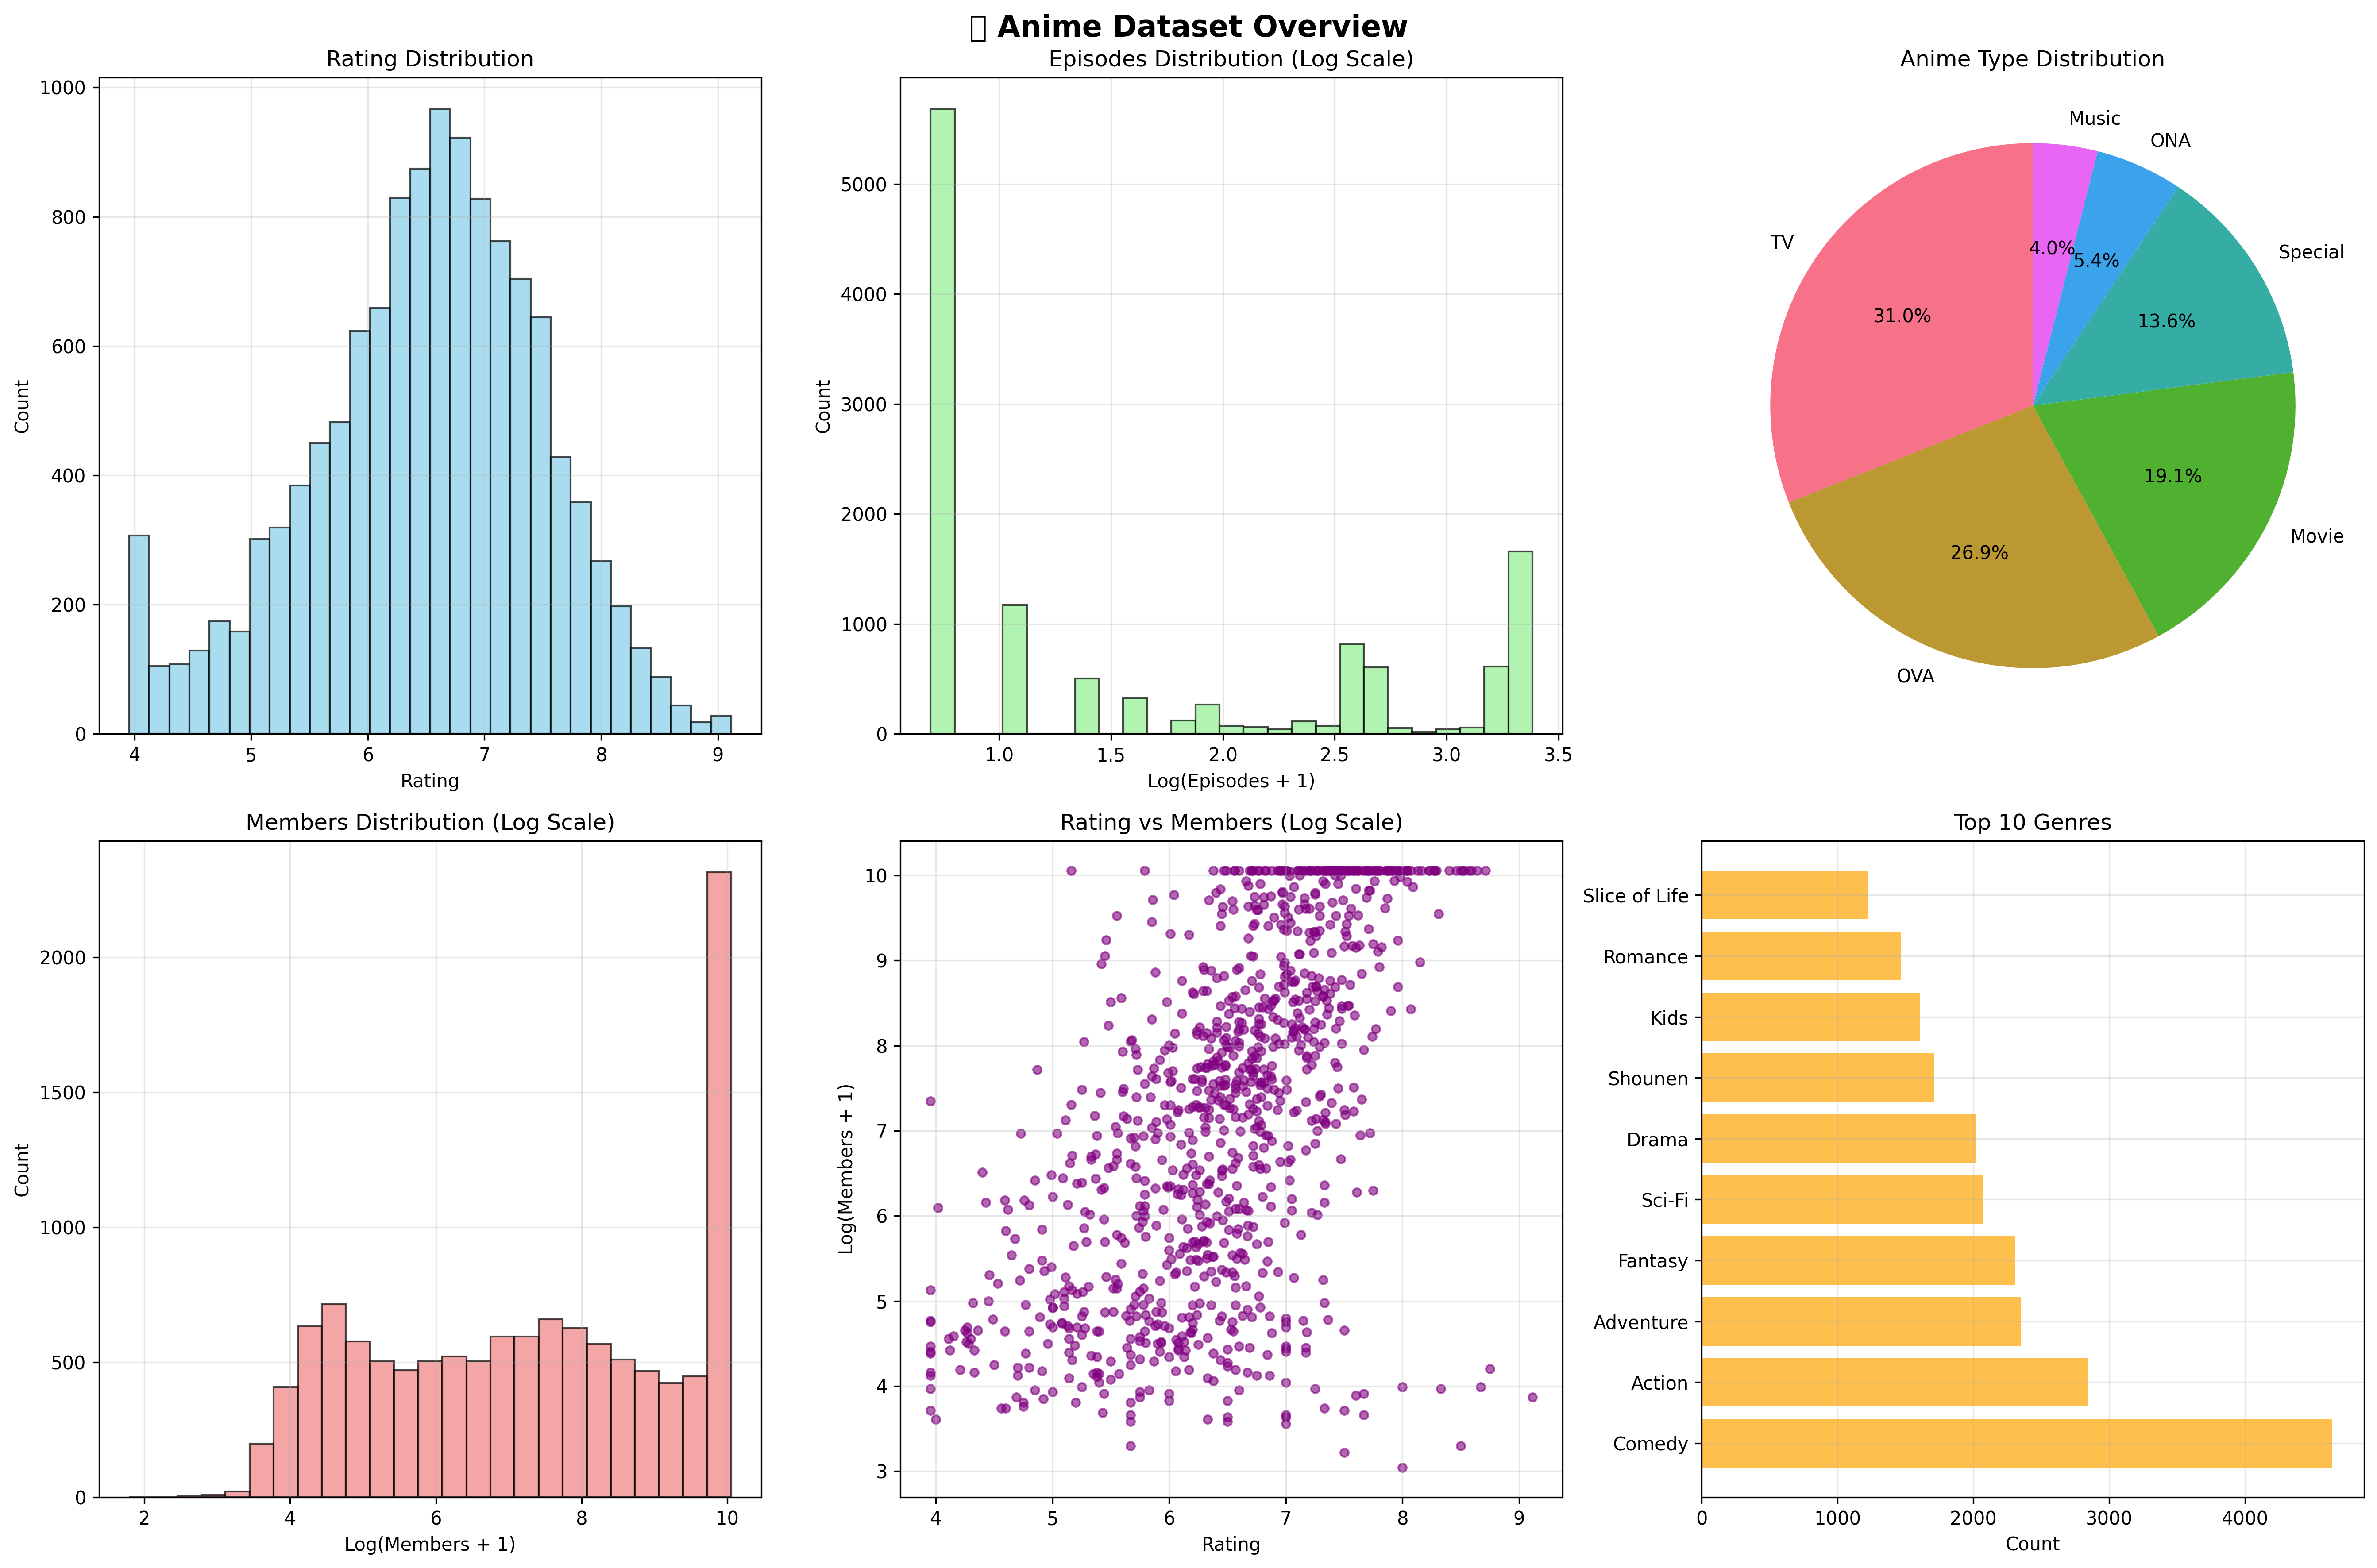 Anime Dataset Overview
Rating Distribution
1000
800
600
400
200
0
Count
4 5 6 7 8 9
Rating
Episodes Distribution (Log Scale)
5000
4000
3000
2000
1000
0
Count
1.0 1.5 2.0 2.5 3.0 3.5
Log(Episodes + 1)
Anime Type Distribution
Music
ONA
TV
Special
4.0%
5.4%
31.0%
13.6%
19.1%
Movie
26.9%
OVA
Members Distribution (Log Scale)
2000
1500
1000
500
0
Count
2 4 6 8 10
Log(Members + 1)
Rating vs Members (Log Scale)
10
9
8
7
6
5
4
3
Log(Members + 1)
4 5 6 7 8 9
Rating
Top 10 Genres
Slice of Life
Romance
Kids
Shounen
Drama
Sci-Fi
Fantasy
Adventure
Action
Comedy
0 1000 2000 3000 4000
Count